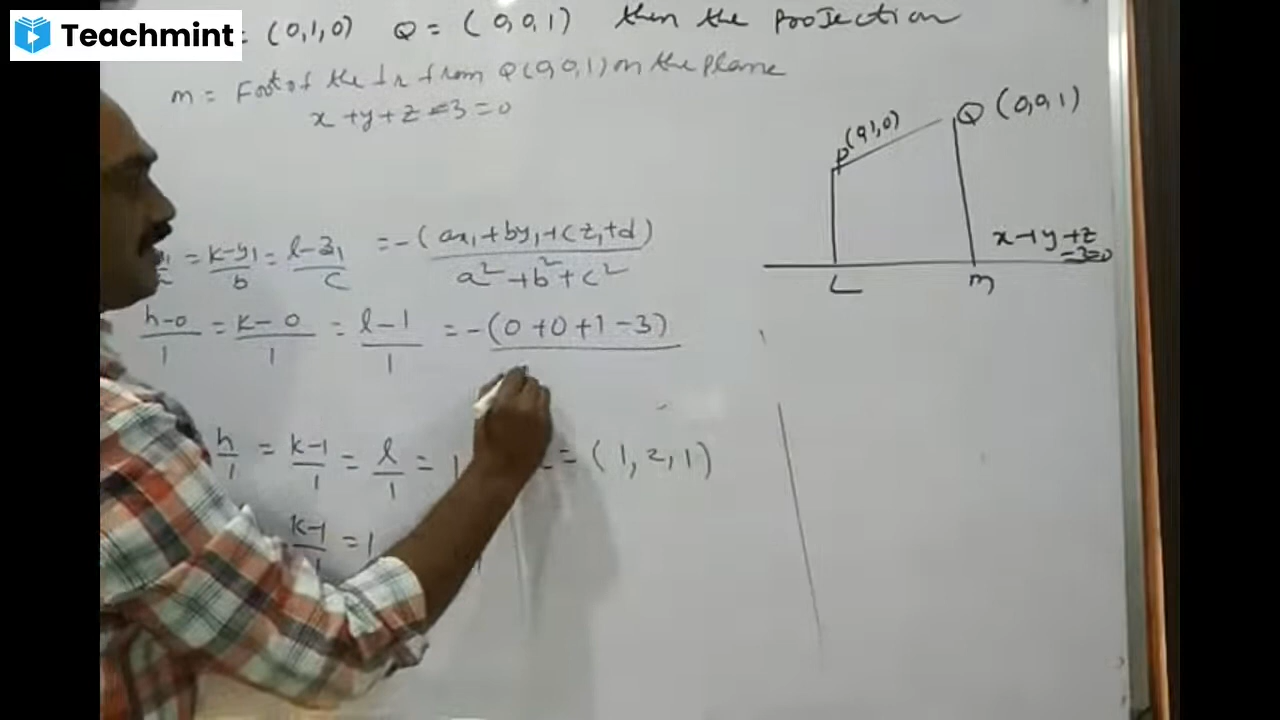 Teachmint
= (0,1,0) Q = (0,0,1) then the projection
m = Foot of the ⊥r from Q(0,0,1) on the plane
x + y + z - 3 = 0
P(0,1,0)
Q (0,0,1)
x + y + z
-3=0
L
m
= k-y₁/b = l-z₁/c = -(ax₁+by₁+cz₁+d)/a²+b²+c²
h-0/1 = k-0/1 = l-1/1 = -(0+0+1-3)
h/1 = k-1/1 = l/1 = 1
= (1,2,1)
k-1/1 = 1